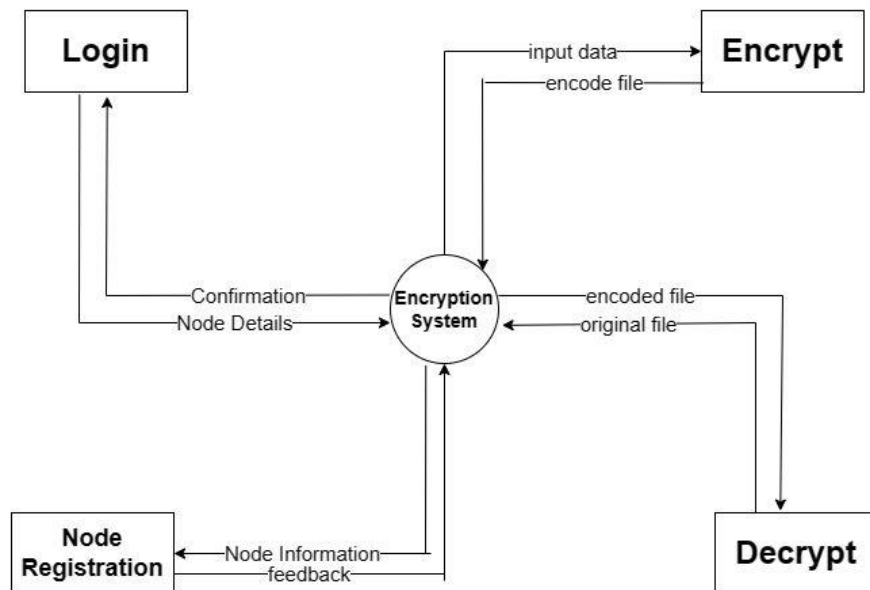 Login
input data
Encrypt
encode file
Confirmation
Node Details
Encryption
System
encoded file
original file
Node
Registration
Node Information
feedback
Decrypt